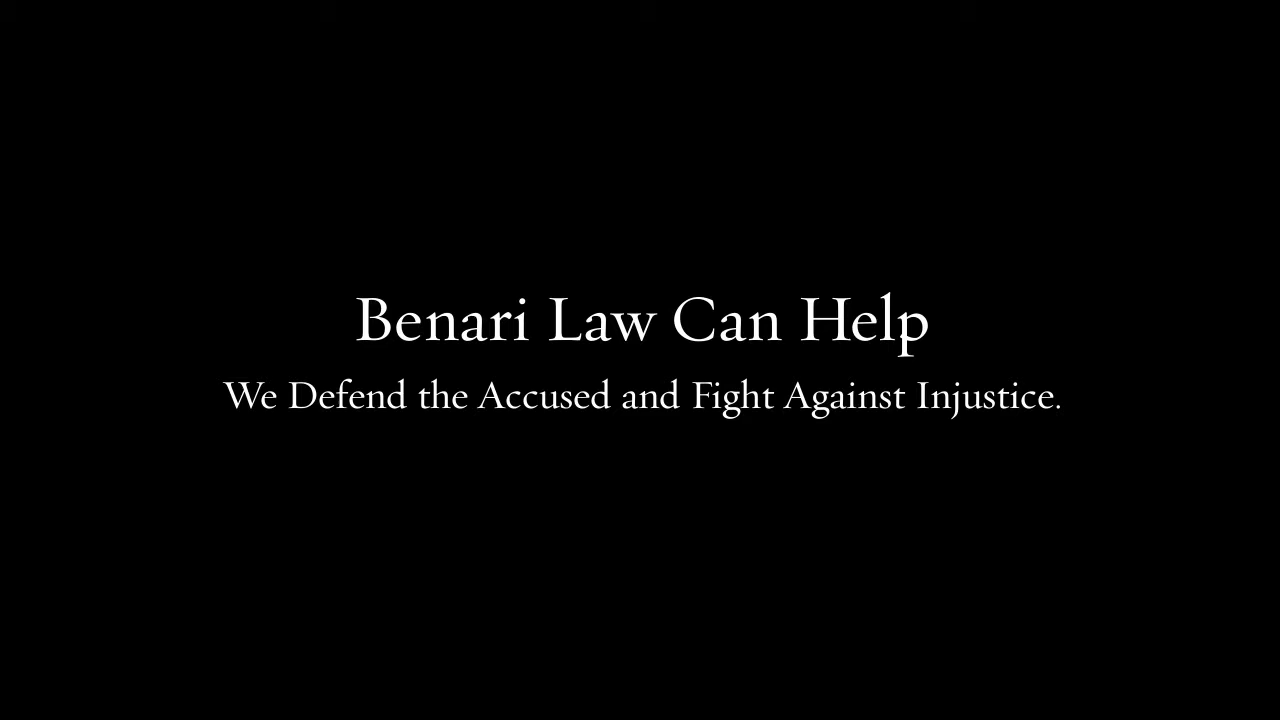 Benari Law Can Help
We Defend the Accused and Fight Against Injustice.